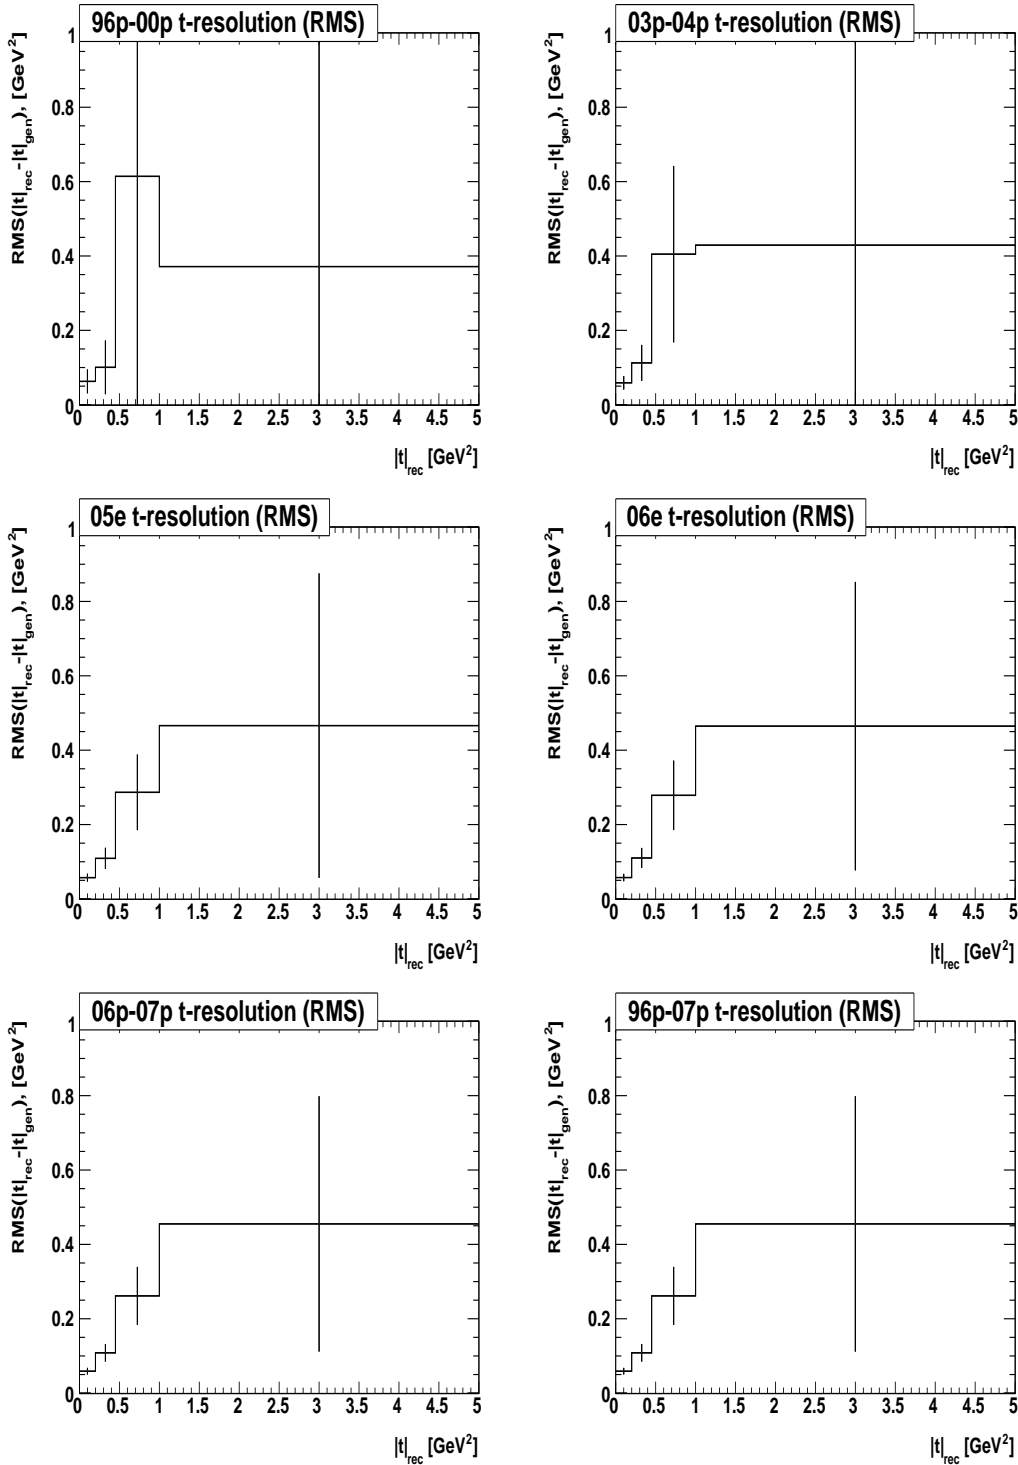 96p-00p t-resolution (RMS)
RMS(|t|rec-|t|gen), [GeV2]
1
0.8
0.6
0.4
0.2
0
0 0.5 1 1.5 2 2.5 3 3.5 4 4.5 5
|t|rec [GeV2]
03p-04p t-resolution (RMS)
RMS(|t|rec-|t|gen), [GeV2]
1
0.8
0.6
0.4
0.2
0
0 0.5 1 1.5 2 2.5 3 3.5 4 4.5 5
|t|rec [GeV2]
05e t-resolution (RMS)
RMS(|t|rec-|t|gen), [GeV2]
1
0.8
0.6
0.4
0.2
0
0 0.5 1 1.5 2 2.5 3 3.5 4 4.5 5
|t|rec [GeV2]
06e t-resolution (RMS)
RMS(|t|rec-|t|gen), [GeV2]
1
0.8
0.6
0.4
0.2
0
0 0.5 1 1.5 2 2.5 3 3.5 4 4.5 5
|t|rec [GeV2]
06p-07p t-resolution (RMS)
RMS(|t|rec-|t|gen), [GeV2]
1
0.8
0.6
0.4
0.2
0
0 0.5 1 1.5 2 2.5 3 3.5 4 4.5 5
|t|rec [GeV2]
96p-07p t-resolution (RMS)
RMS(|t|rec-|t|gen), [GeV2]
1
0.8
0.6
0.4
0.2
0
0 0.5 1 1.5 2 2.5 3 3.5 4 4.5 5
|t|rec [GeV2]